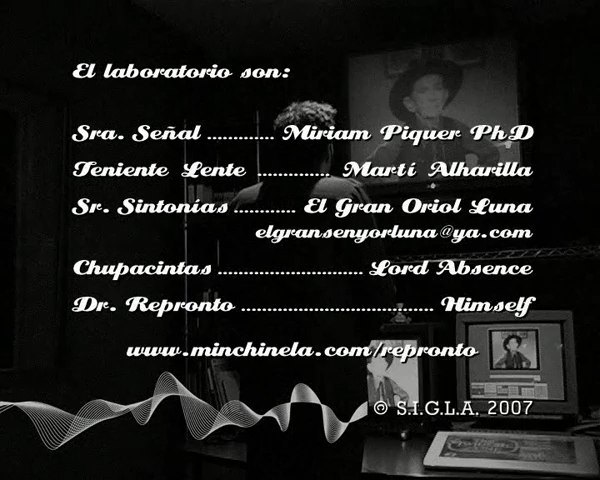 El laboratorio son:
Sra. Señal ............. Miriam Piquer PhD
Teniente Lente .............. Martí Alharilla
Sr. Sintonías ............ El Gran Oriol Luna
elgransenyorluna@ya.com
Chupacintas ............................ Lord Absence
Dr. Repronto ..................................... Himself
www.minchinela.com/repronto
© S.I.G.L.A. 2007